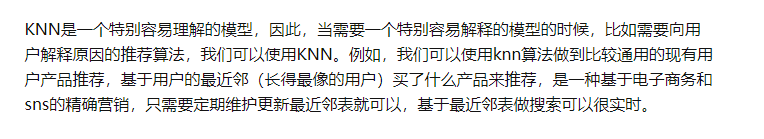 KNN是一个特别容易理解的模型，因此，当需要一个特别容易解释的模型的时候，比如需要向用
户解释原因的推荐算法，我们可以使用KNN。例如，我们可以使用knn算法做到比较通用的现有用
户产品推荐，基于用户的最近邻（长得最像的用户）买了什么产品来推荐，是一种基于电子商务和
sns的精确营销，只需要定期维护更新最近邻表就可以，基于最近邻表做搜索可以很实时。